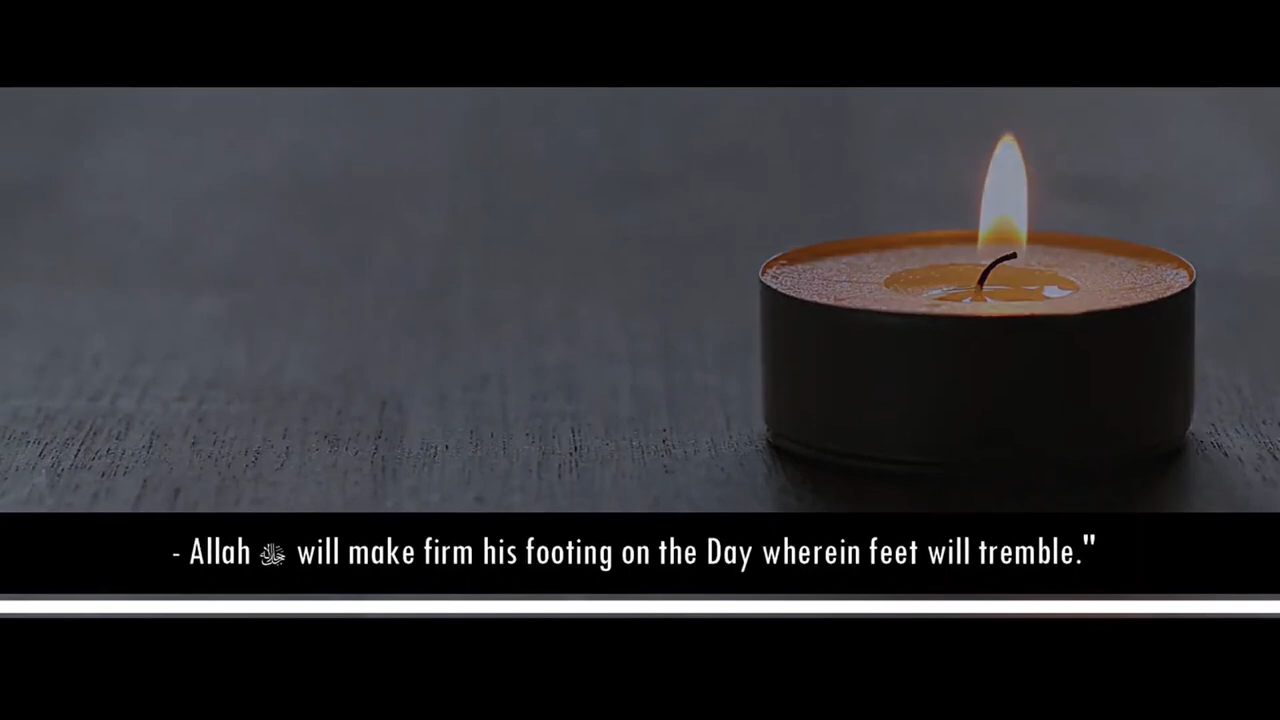 - Allah ﷻ will make firm his footing on the Day wherein feet will tremble."